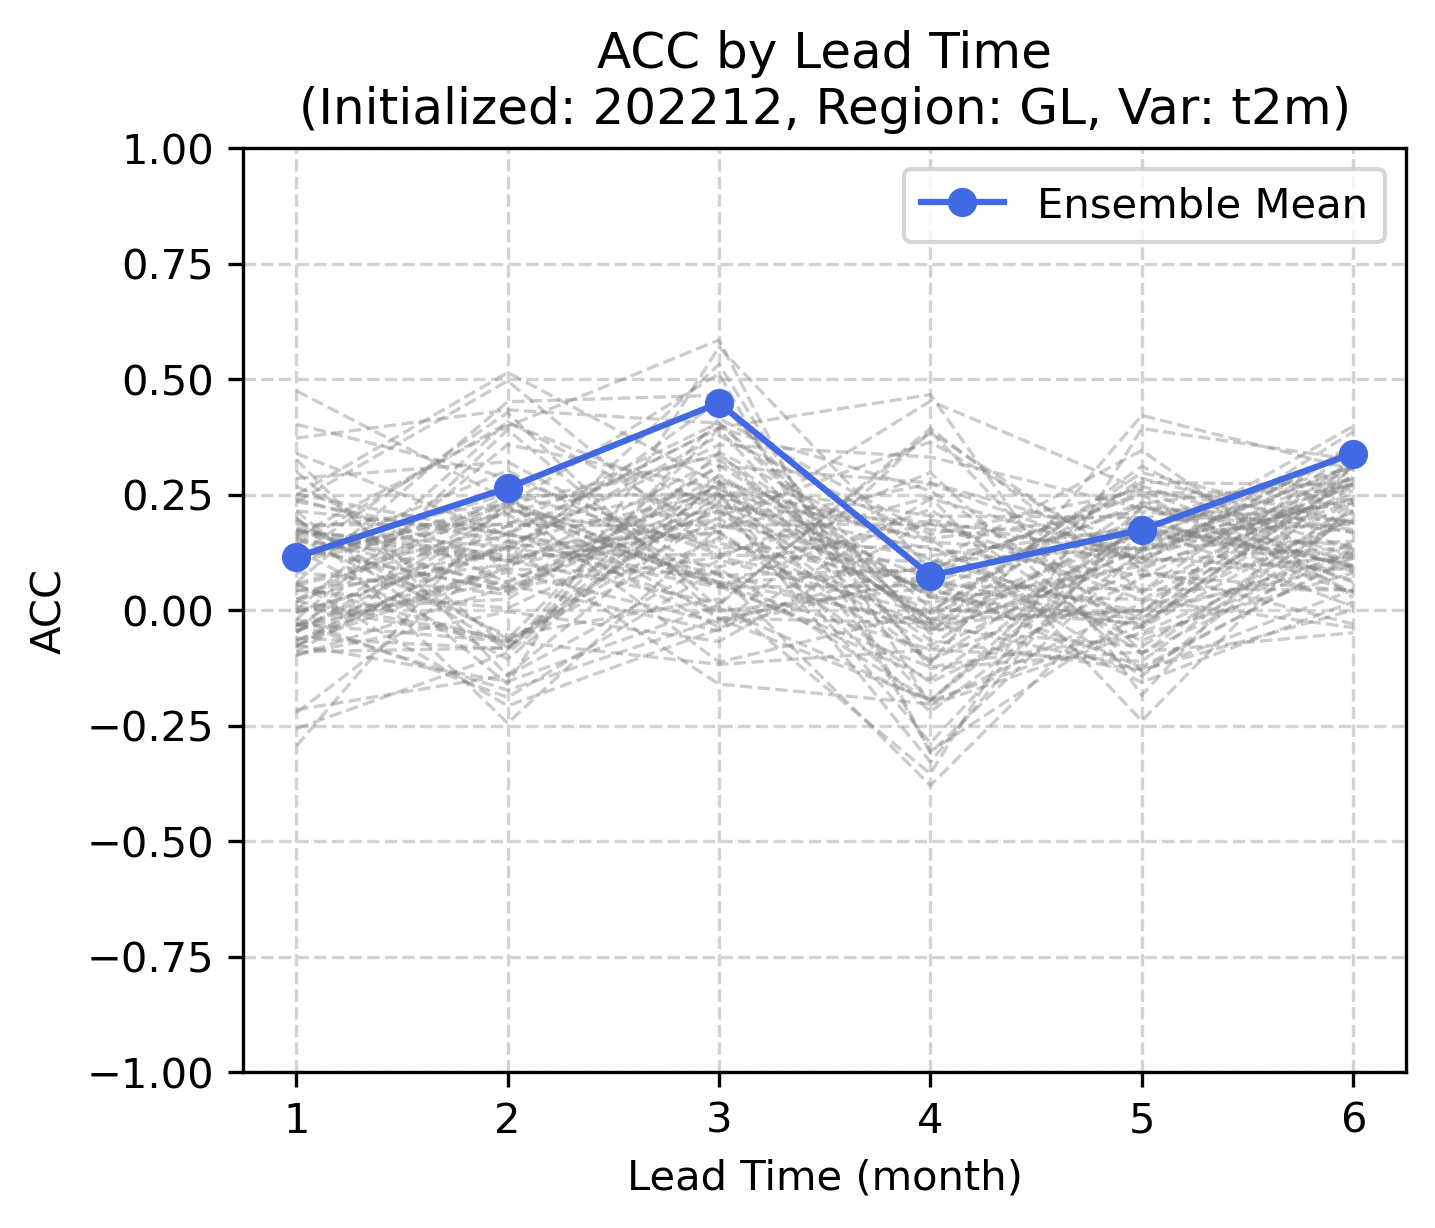 ACC by Lead Time
(Initialized: 202212, Region: GL, Var: t2m)
Ensemble Mean
1.00
0.75
0.50
0.25
0.00
−0.25
−0.50
−0.75
−1.00
ACC
1 2 3 4 5 6
Lead Time (month)